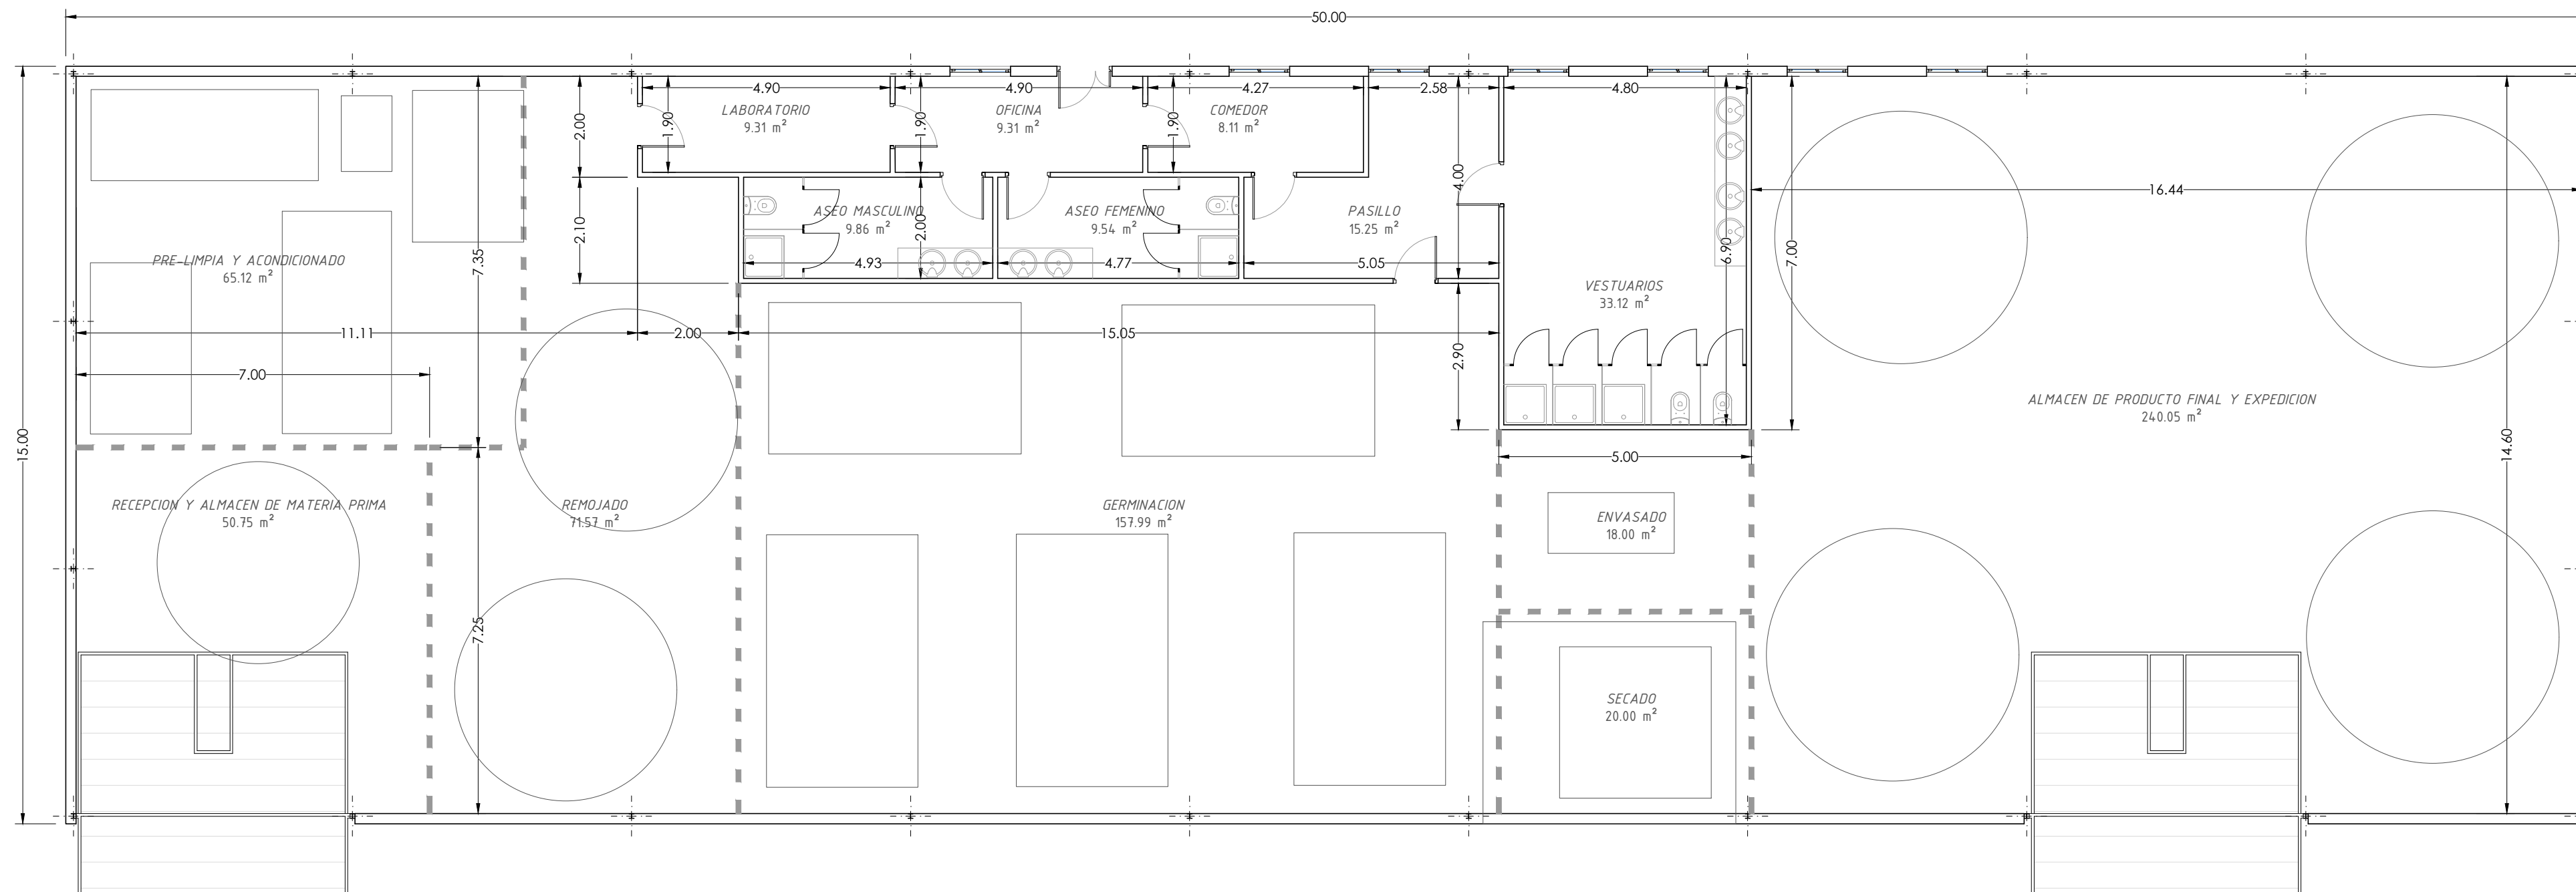 50.00
4.90
4.90
4.27
2.58
4.80
LABORATORIO
9.31 m²
OFICINA
9.31 m²
COMEDOR
8.11 m²
2.00
1.90
1.90
1.90
4.00
6.90
7.00
16.44
ASEO MASCULINO
9.86 m²
ASEO FEMENINO
9.54 m²
PASILLO
15.25 m²
2.10
2.00
4.93
4.77
5.05
PRE-LIMPIA Y ACONDICIONADO
65.12 m²
7.35
VESTUARIOS
33.12 m²
11.11
2.00
15.05
2.90
7.00
ALMACEN DE PRODUCTO FINAL Y EXPEDICION
240.05 m²
15.00
5.00
14.60
RECEPCION Y ALMACEN DE MATERIA PRIMA
50.75 m²
REMOJADO
71.57 m²
GERMINACION
157.99 m²
ENVASADO
18.00 m²
7.25
SECADO
20.00 m²